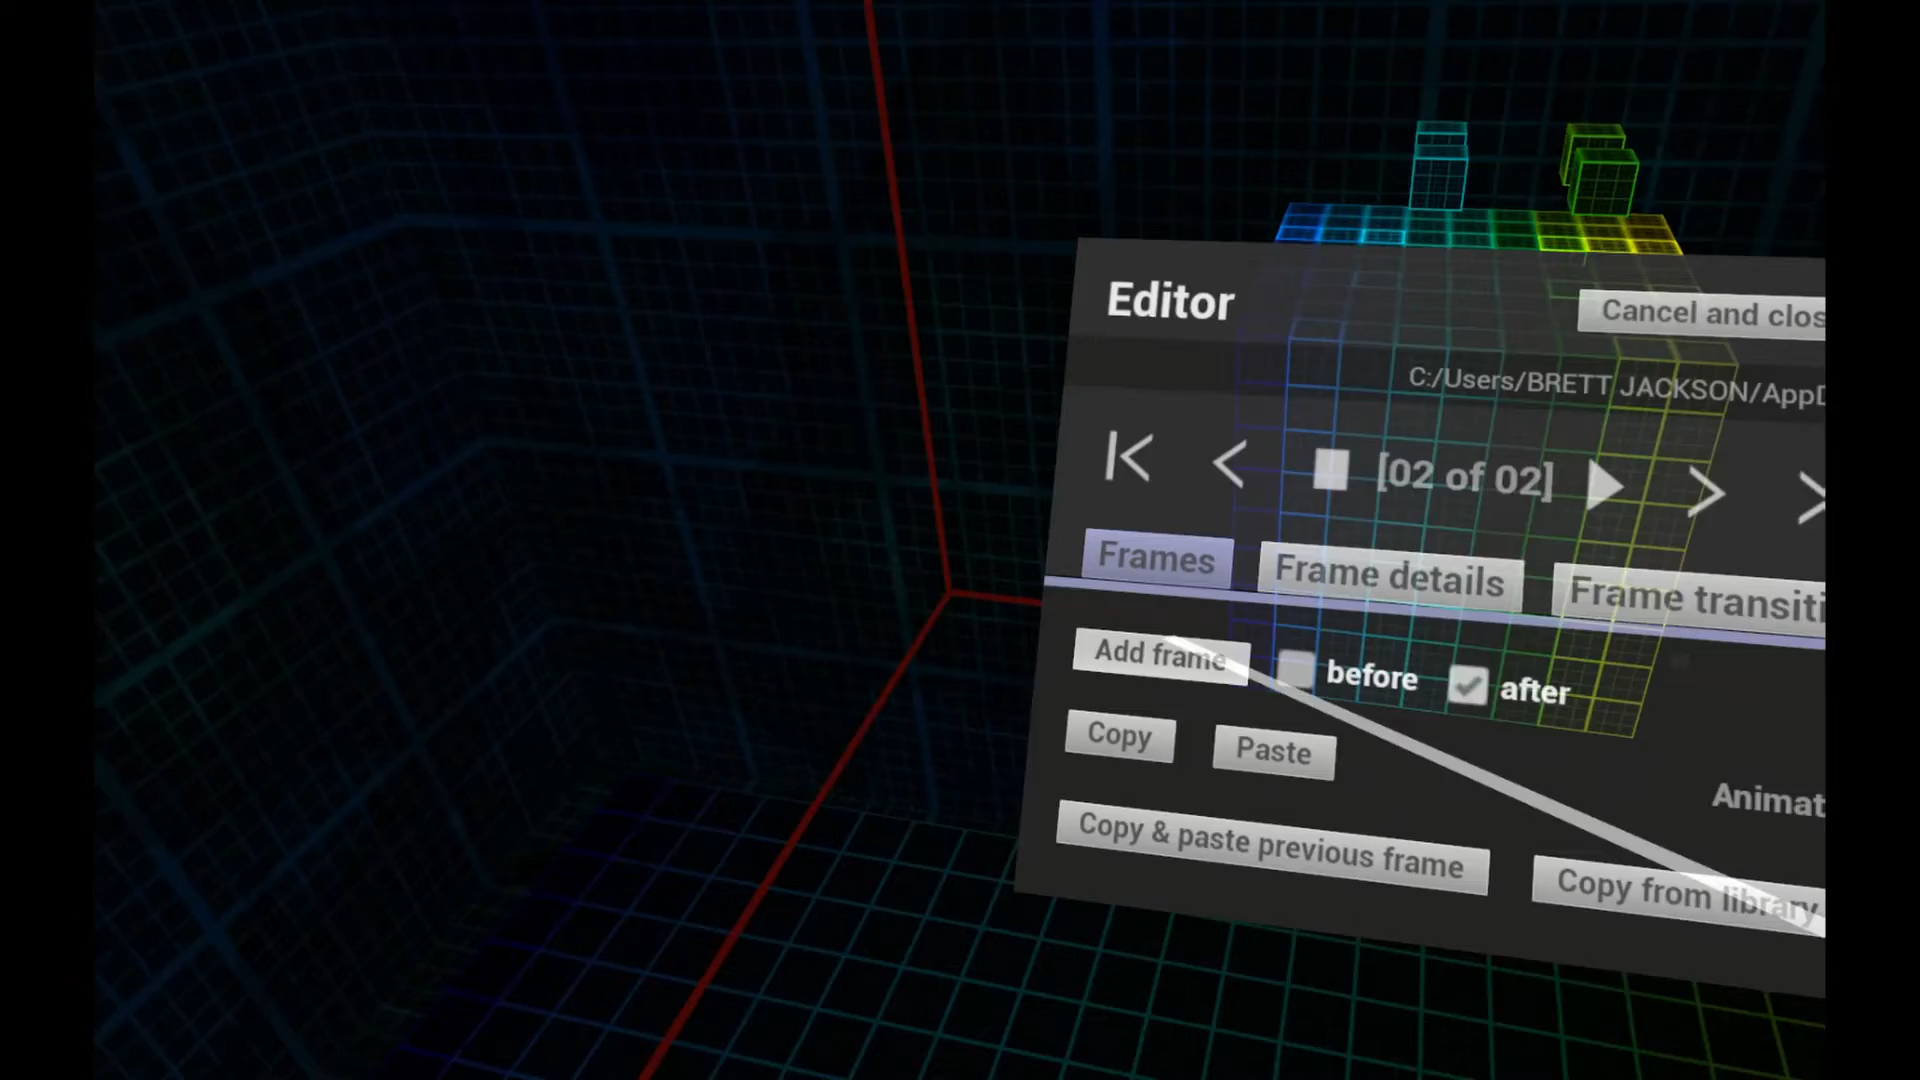 Editor
Cancel and clos
C:/Users/BRETT JACKSON/AppD
[02 of 02]
Frames
Frame details
Frame transiti
Add frame
before
after
Copy
Paste
Animat
Copy & paste previous frame
Copy from library